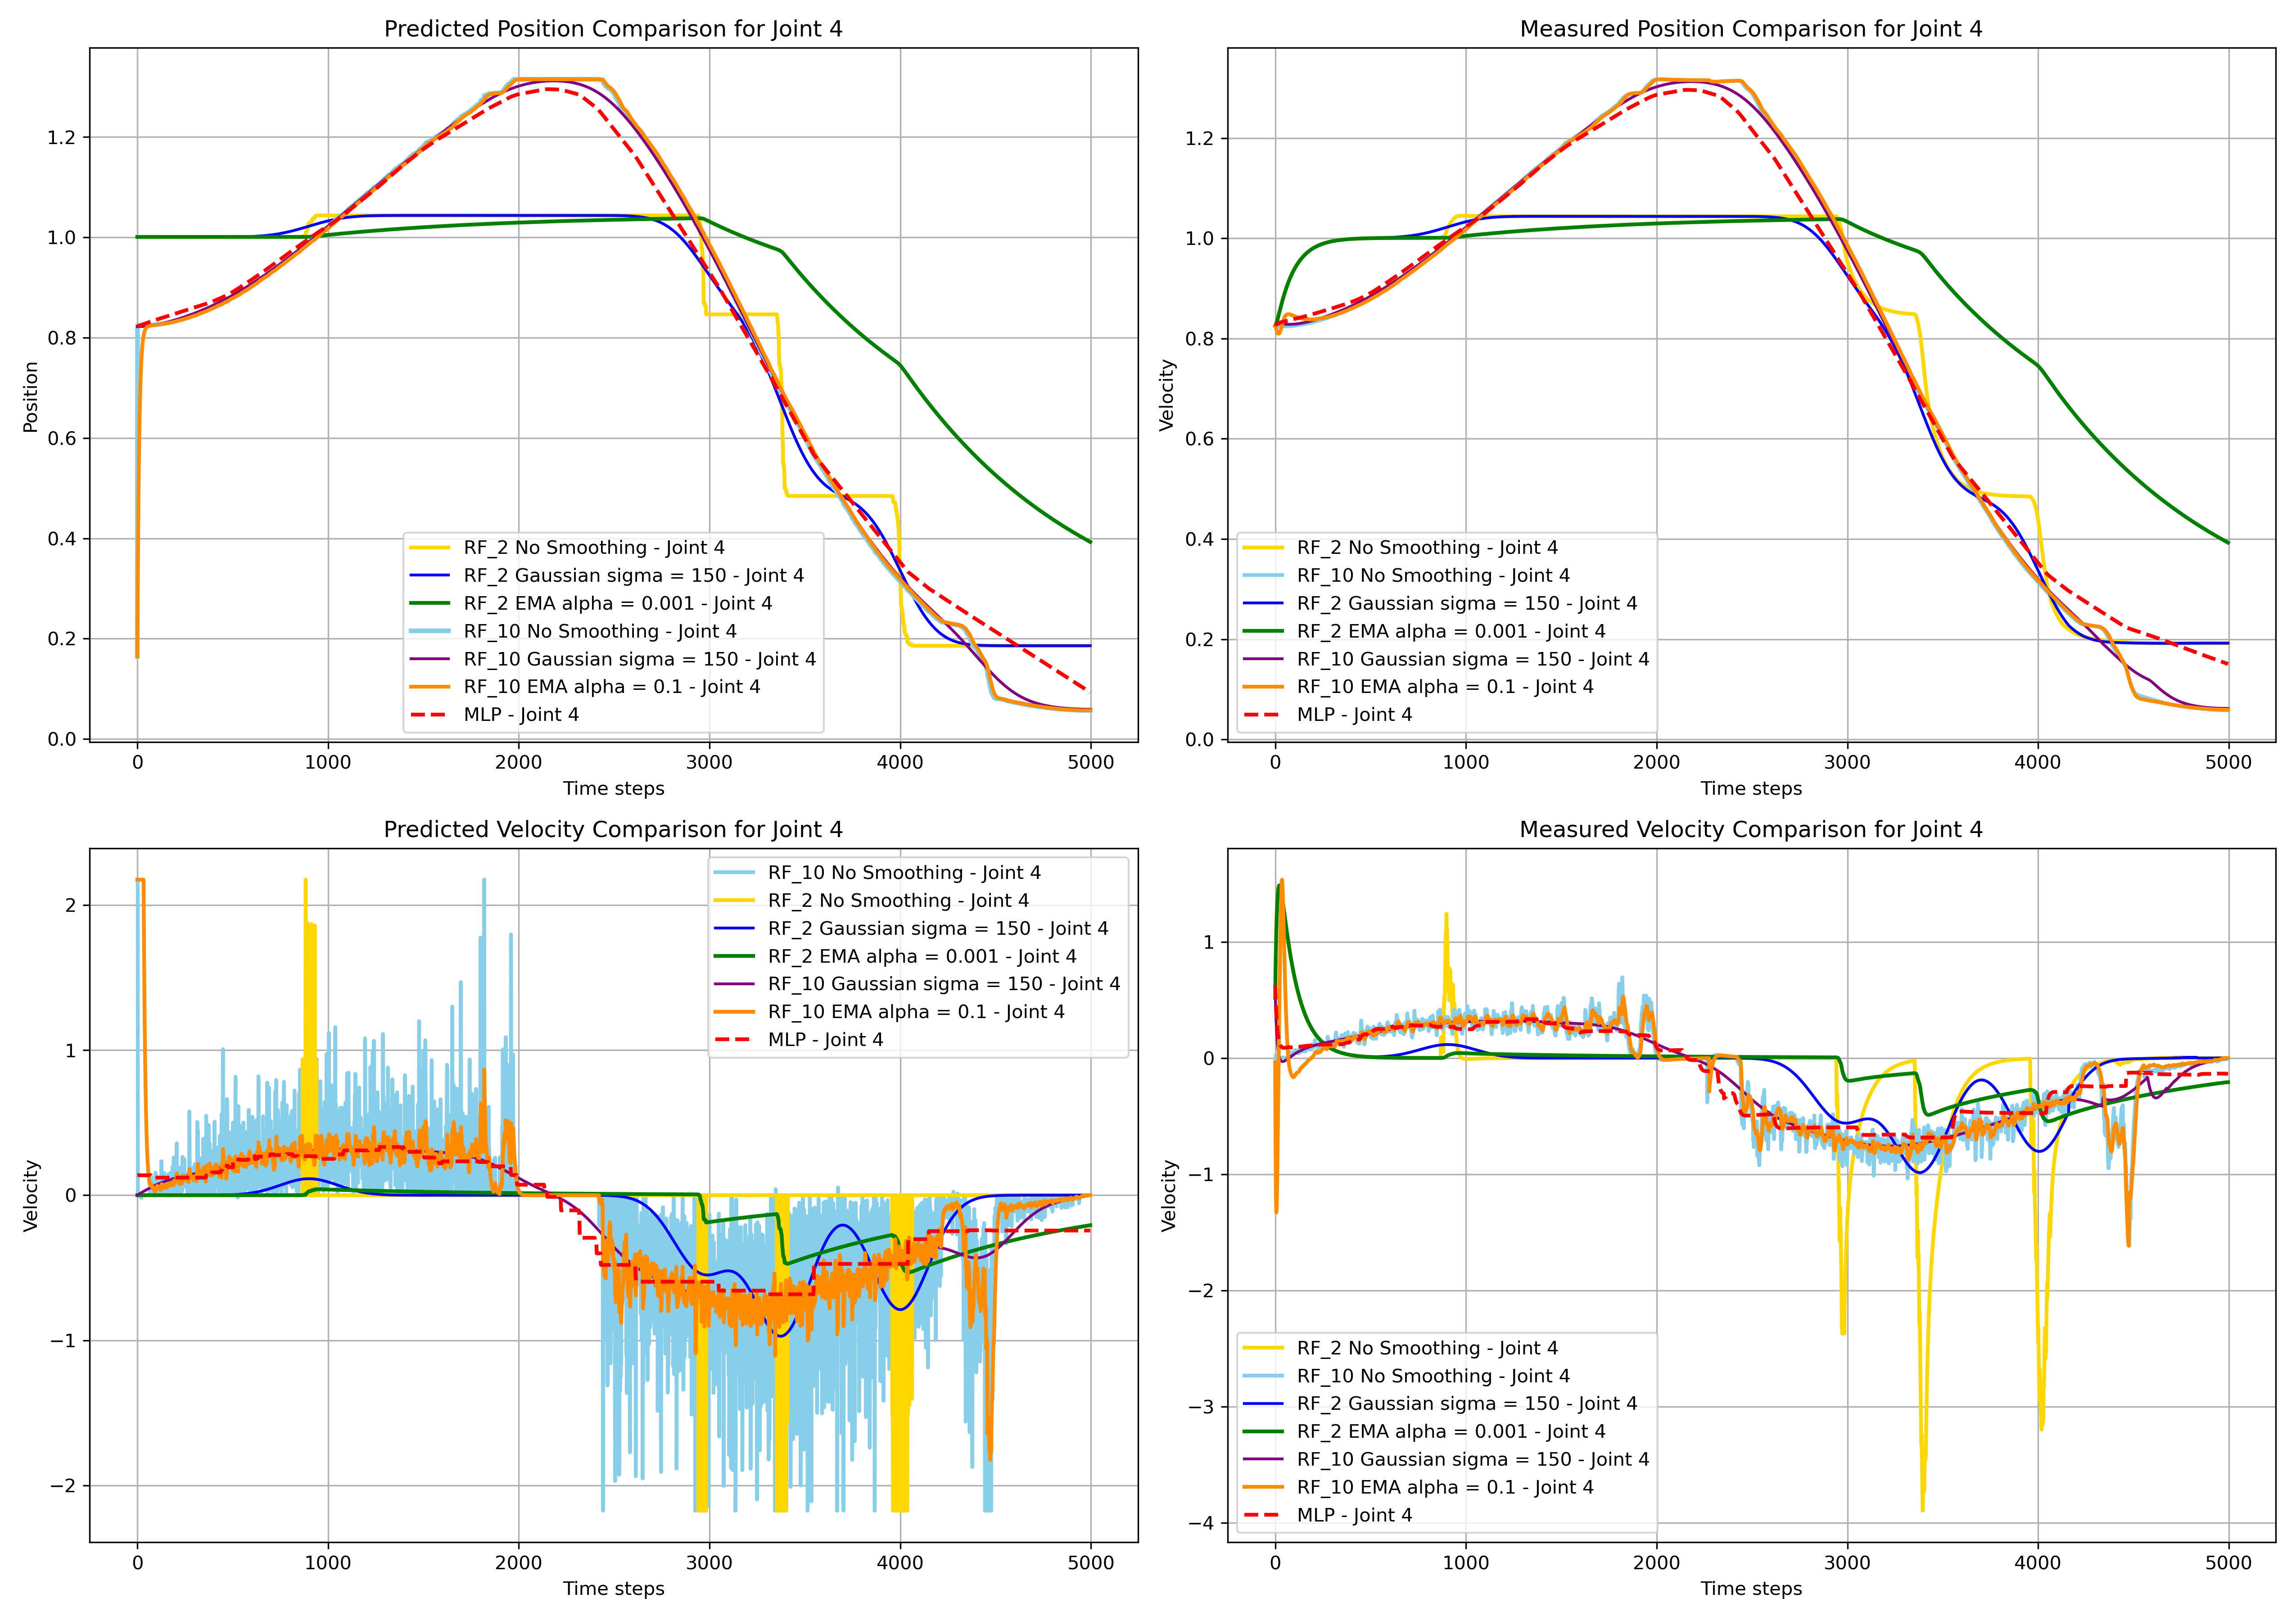 Predicted Position Comparison for Joint 4
Position
1.2
1.0
0.8
0.6
0.4
0.2
0.0
RF_2 No Smoothing - Joint 4
RF_2 Gaussian sigma = 150 - Joint 4
RF_2 EMA alpha = 0.001 - Joint 4
RF_10 No Smoothing - Joint 4
RF_10 Gaussian sigma = 150 - Joint 4
RF_10 EMA alpha = 0.1 - Joint 4
MLP - Joint 4
0 1000 2000 3000 4000 5000
Time steps
Measured Position Comparison for Joint 4
Velocity
1.2
1.0
0.8
0.6
0.4
0.2
0.0
RF_2 No Smoothing - Joint 4
RF_10 No Smoothing - Joint 4
RF_2 Gaussian sigma = 150 - Joint 4
RF_2 EMA alpha = 0.001 - Joint 4
RF_10 Gaussian sigma = 150 - Joint 4
RF_10 EMA alpha = 0.1 - Joint 4
MLP - Joint 4
0 1000 2000 3000 4000 5000
Time steps
Predicted Velocity Comparison for Joint 4
Velocity
2
1
0
−1
−2
RF_10 No Smoothing - Joint 4
RF_2 No Smoothing - Joint 4
RF_2 Gaussian sigma = 150 - Joint 4
RF_2 EMA alpha = 0.001 - Joint 4
RF_10 Gaussian sigma = 150 - Joint 4
RF_10 EMA alpha = 0.1 - Joint 4
MLP - Joint 4
0 1000 2000 3000 4000 5000
Time steps
Measured Velocity Comparison for Joint 4
Velocity
1
0
−1
−2
−3
−4
RF_2 No Smoothing - Joint 4
RF_10 No Smoothing - Joint 4
RF_2 Gaussian sigma = 150 - Joint 4
RF_2 EMA alpha = 0.001 - Joint 4
RF_10 Gaussian sigma = 150 - Joint 4
RF_10 EMA alpha = 0.1 - Joint 4
MLP - Joint 4
0 1000 2000 3000 4000 5000
Time steps